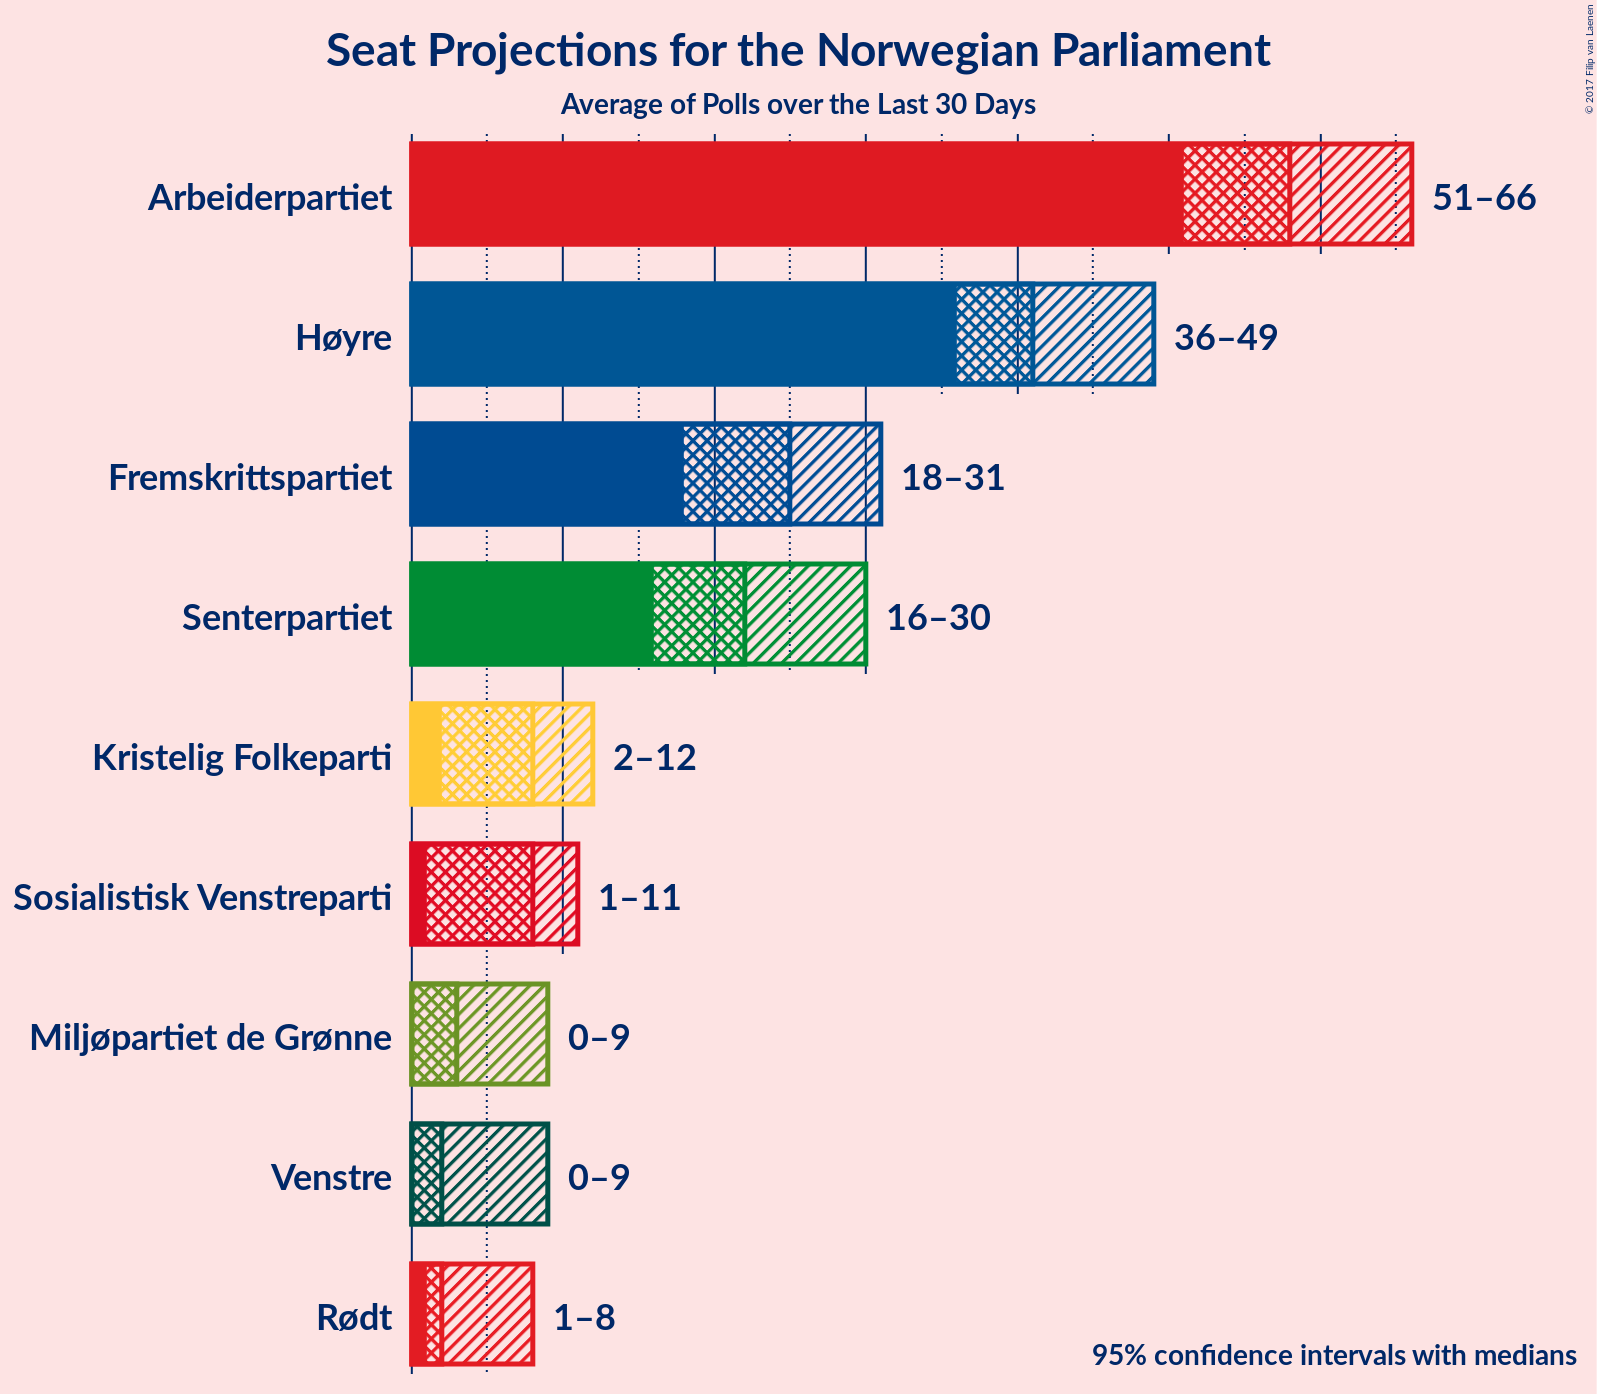 Seat Projections for the Norwegian Parliament
Average of Polls over the Last 30 Days
© 2017 Filip van Laenen
Arbeiderpartiet 51–66
Høyre 36–49
Fremskrittspartiet 18–31
Senterpartiet 16–30
Kristelig Folkeparti 2–12
Sosialistisk Venstreparti 1–11
Miljøpartiet de Grønne 0–9
Venstre 0–9
Rødt 1–8
95% confidence intervals with medians